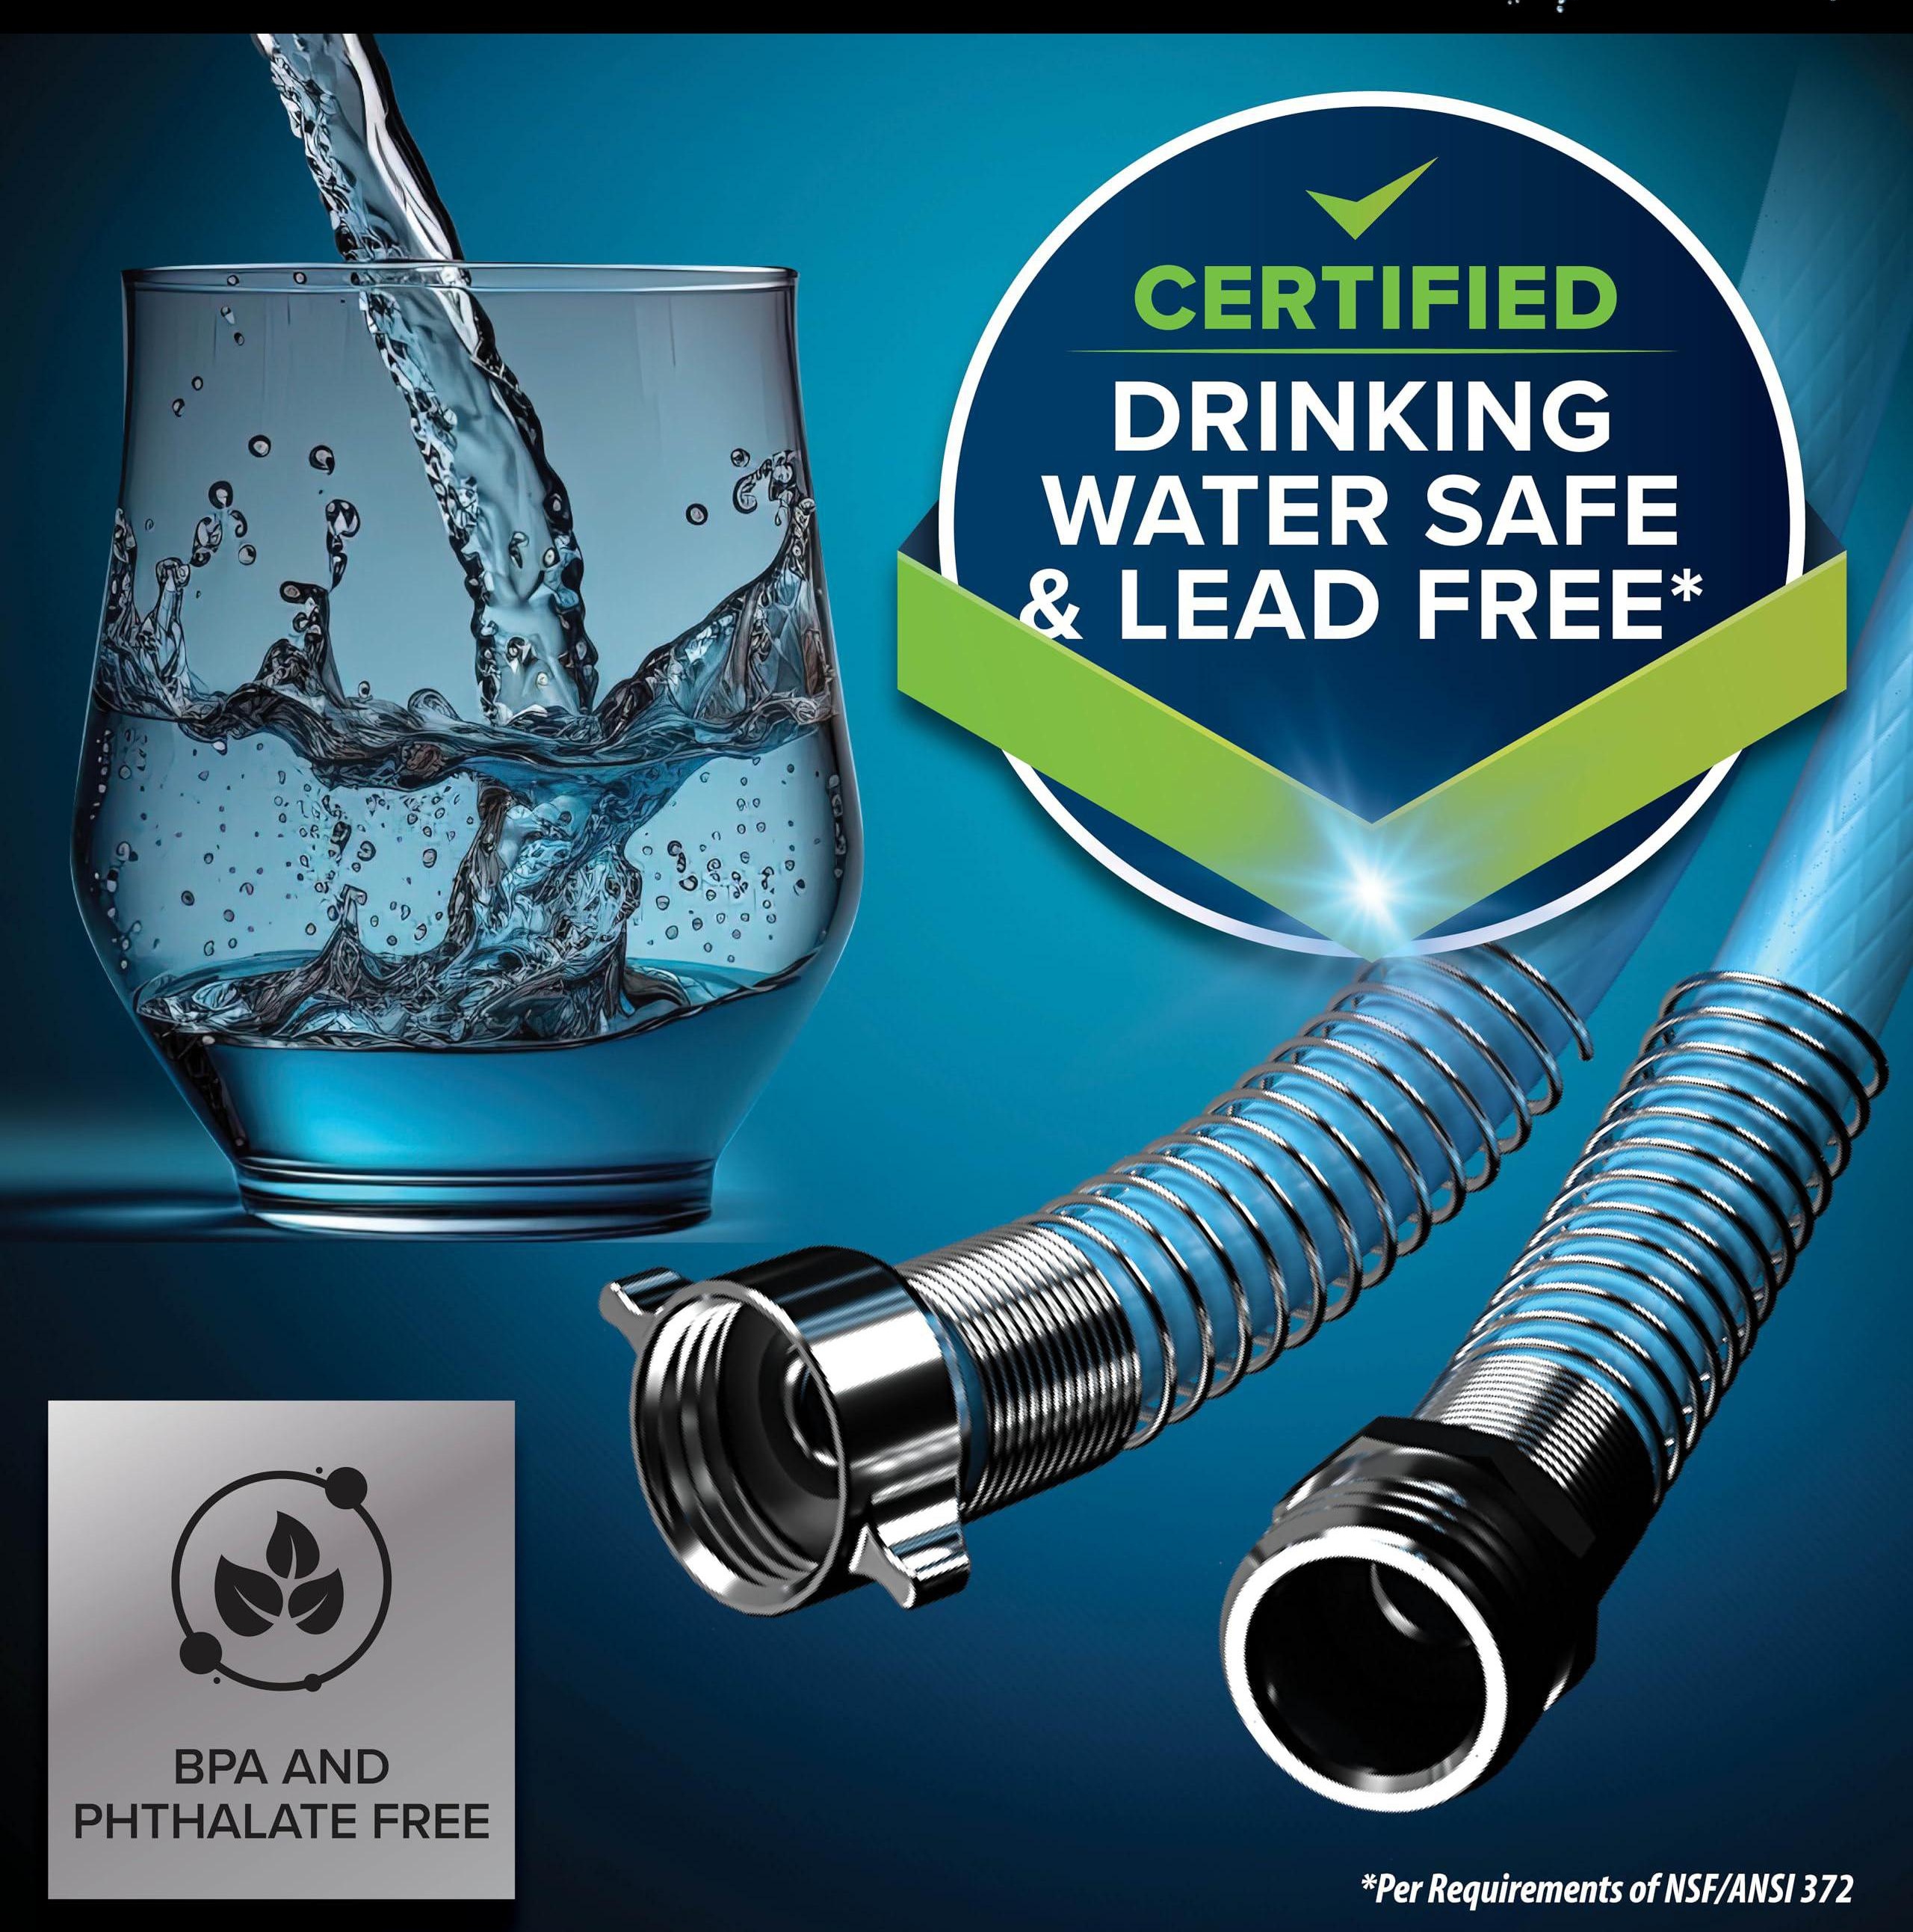 CERTIFIED
DRINKING
WATER SAFE
& LEAD FREE*
BPA AND
PHTHALATE FREE
*Per Requirements of NSF/ANSI 372